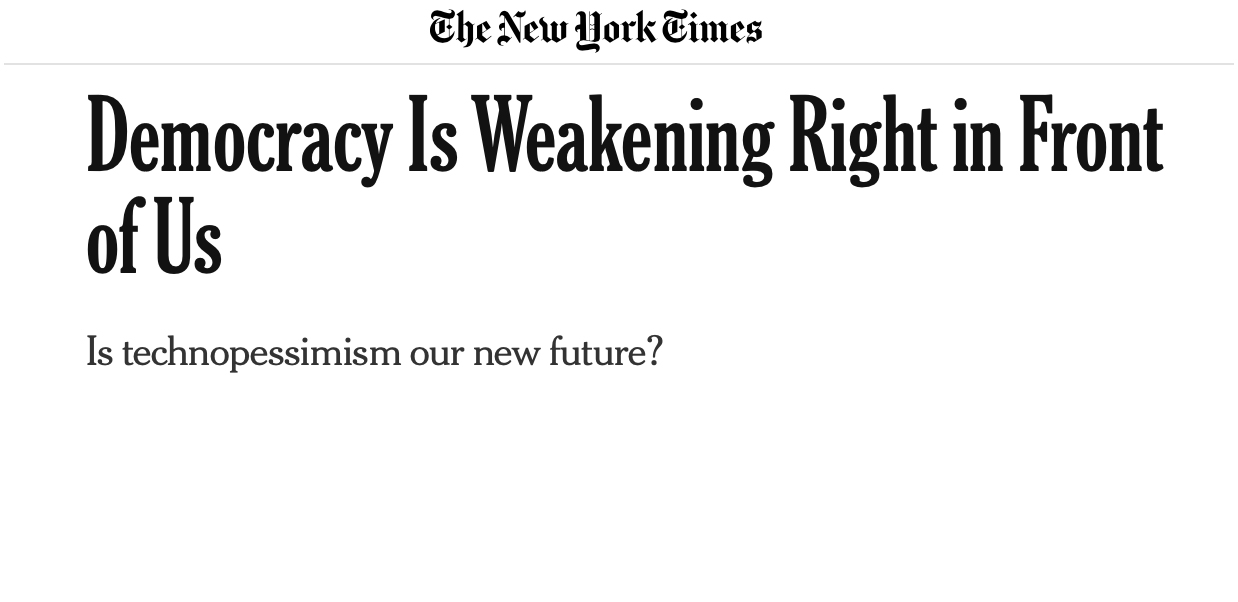 The New York Times
Democracy Is Weakening Right in Front
of Us
Is technopessimism our new future?